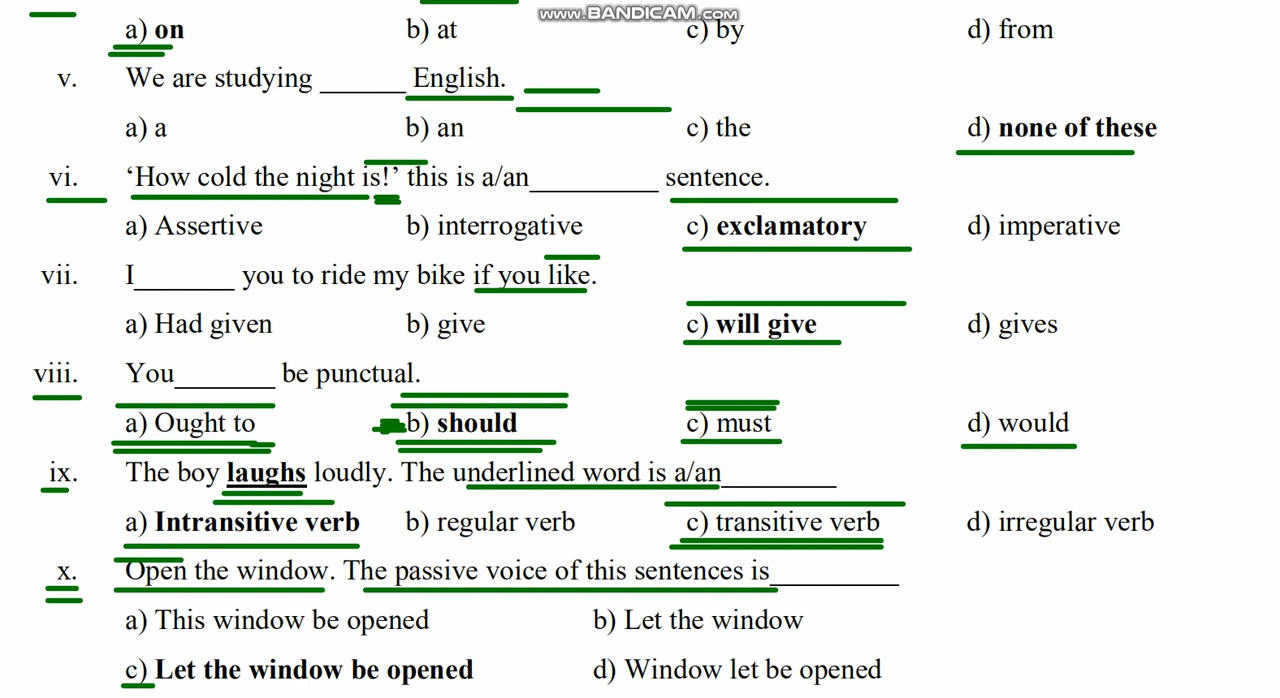 www.BANDICAM.com
a) on b) at c) by d) from
v. We are studying ______ English.
a) a b) an c) the d) none of these
vi. ‘How cold the night is!’ this is a/an_________ sentence.
a) Assertive b) interrogative c) exclamatory d) imperative
vii. I_______ you to ride my bike if you like.
a) Had given b) give c) will give d) gives
viii. You_______ be punctual.
a) Ought to b) should c) must d) would
ix. The boy laughs loudly. The underlined word is a/an________
a) Intransitive verb b) regular verb c) transitive verb d) irregular verb
x. Open the window. The passive voice of this sentences is_________
a) This window be opened b) Let the window
c) Let the window be opened d) Window let be opened